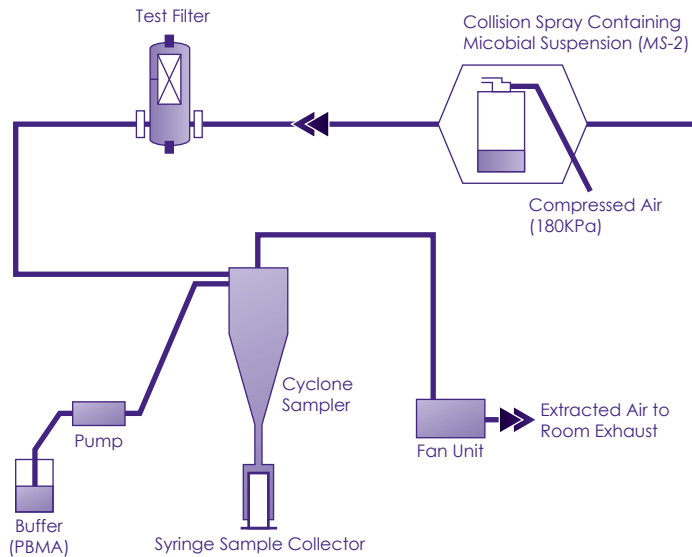 Test Filter
Collision Spray Containing
Micobial Suspension (MS-2)
Compressed Air
(180KPa)
Cyclone
Sampler
Extracted Air to
Room Exhaust
Pump
Fan Unit
Buffer
(PBMA)
Syringe Sample Collector